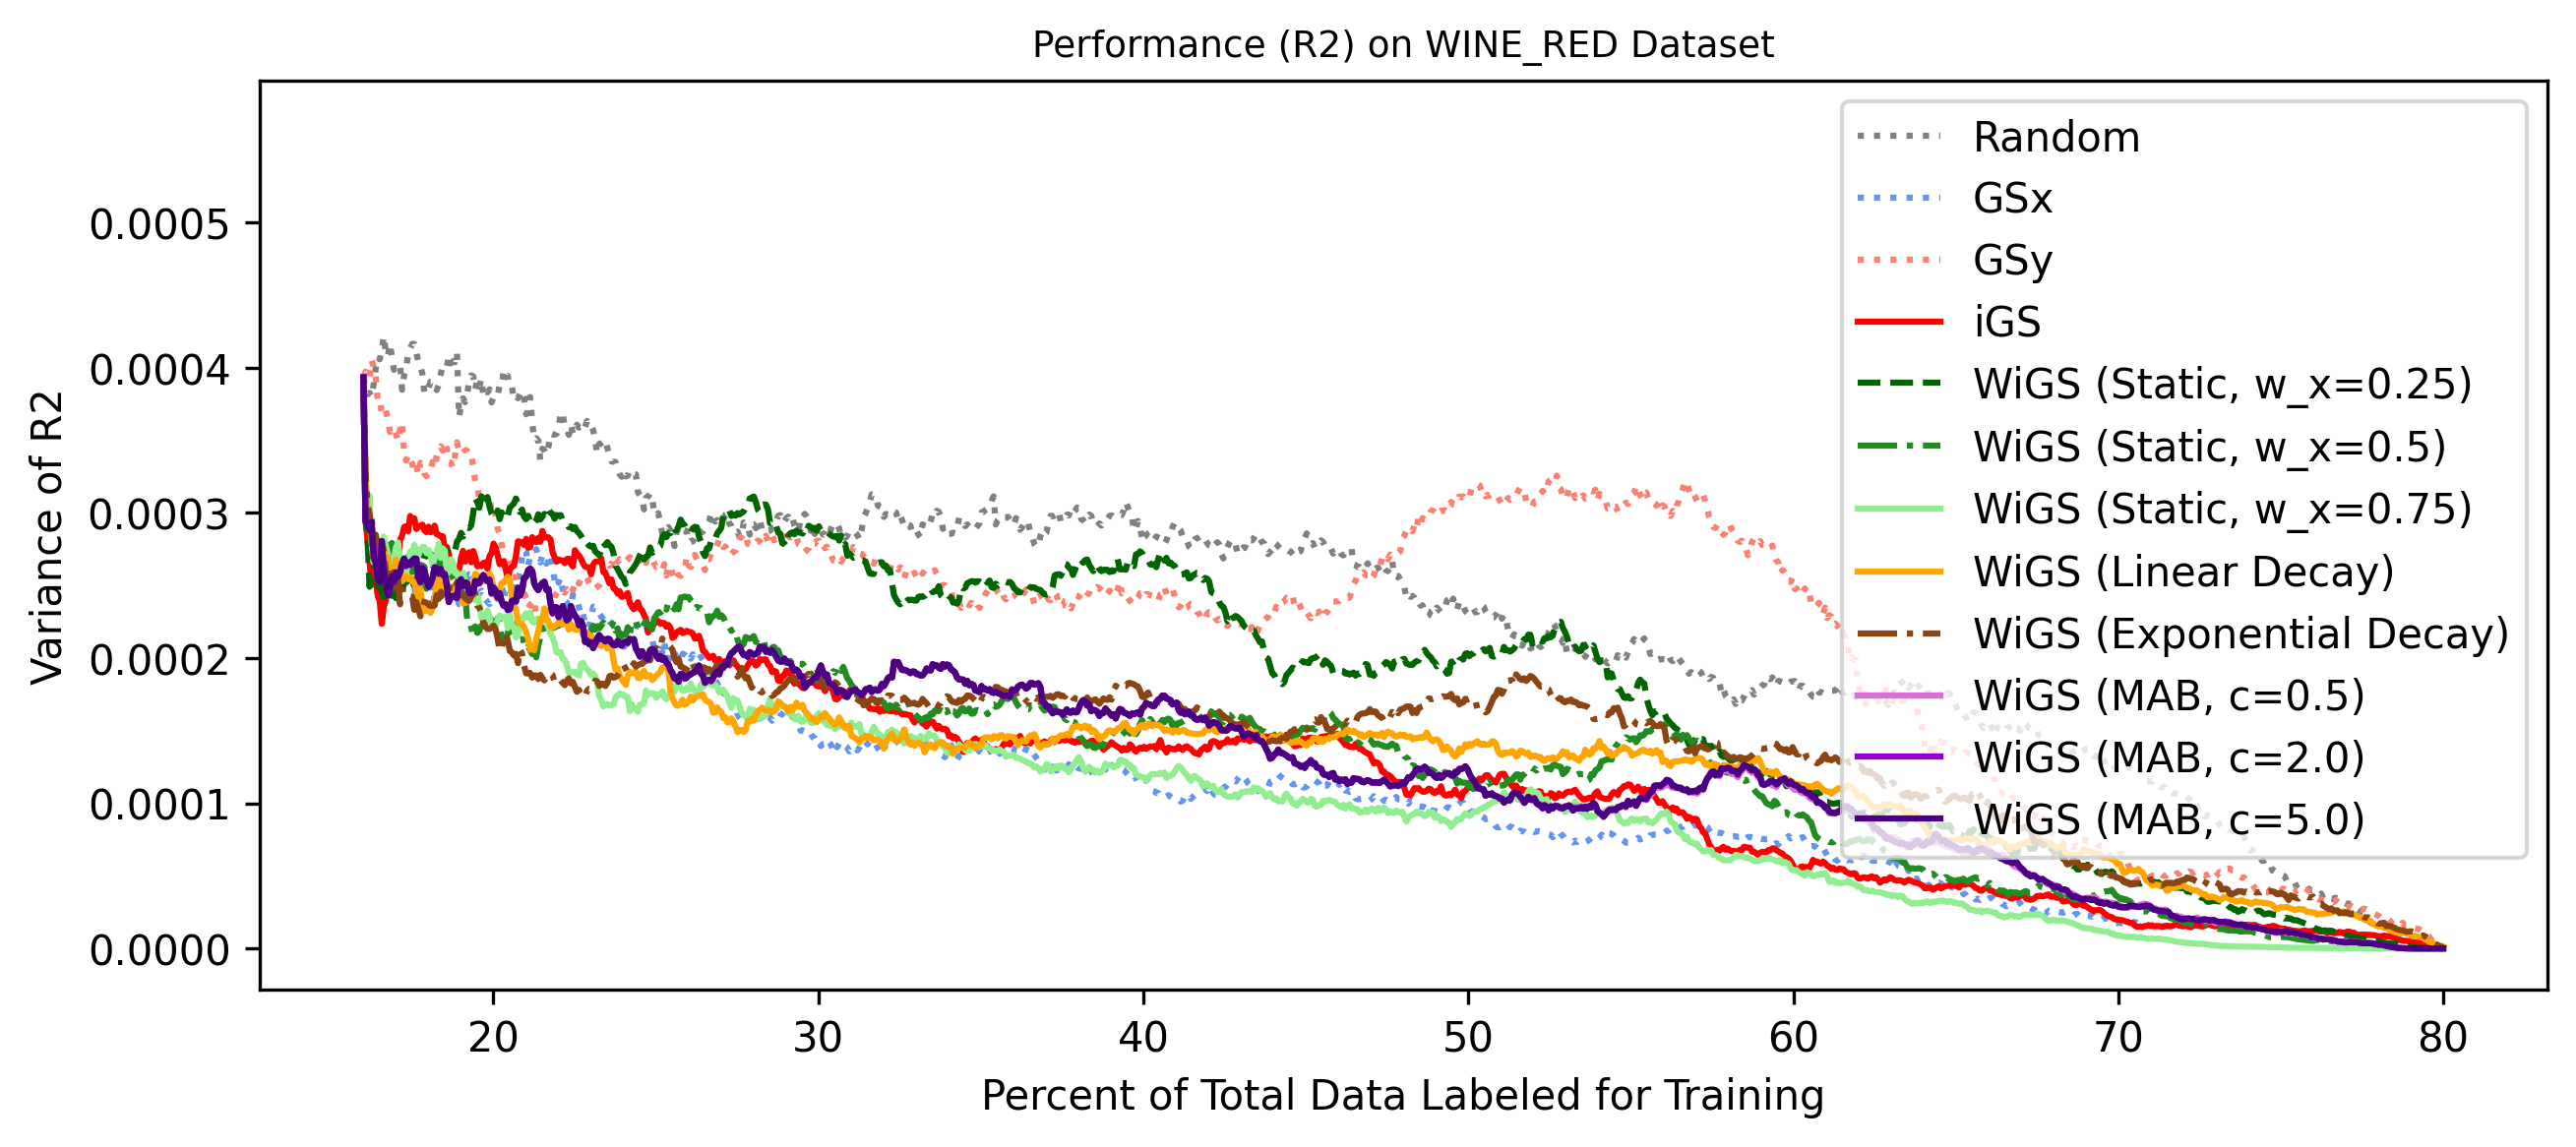 Performance (R2) on WINE_RED Dataset
Variance of R2
0.0005
0.0004
0.0003
0.0002
0.0001
0.0000
Random
GSx
GSy
iGS
WiGS (Static, w_x=0.25)
WiGS (Static, w_x=0.5)
WiGS (Static, w_x=0.75)
WiGS (Linear Decay)
WiGS (Exponential Decay)
WiGS (MAB, c=0.5)
WiGS (MAB, c=2.0)
WiGS (MAB, c=5.0)
20 30 40 50 60 70 80
Percent of Total Data Labeled for Training